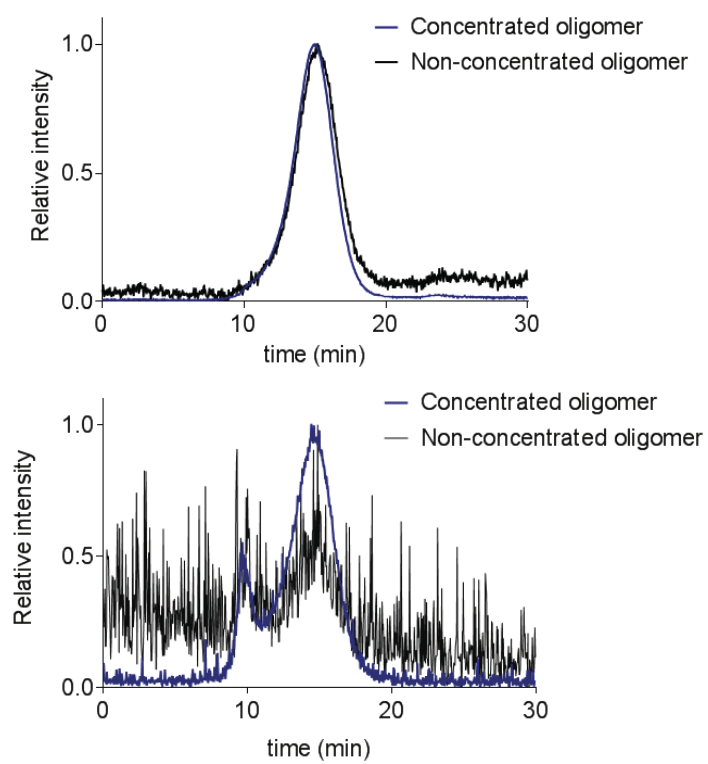 Concentrated oligomer
Non-concentrated oligomer
Relative intensity
1.0
0.5
0.0
0
10
20
30
time (min)
Concentrated oligomer
Non-concentrated oligomer
Relative intensity
1.0
0.5
0.0
0
10
20
30
time (min)